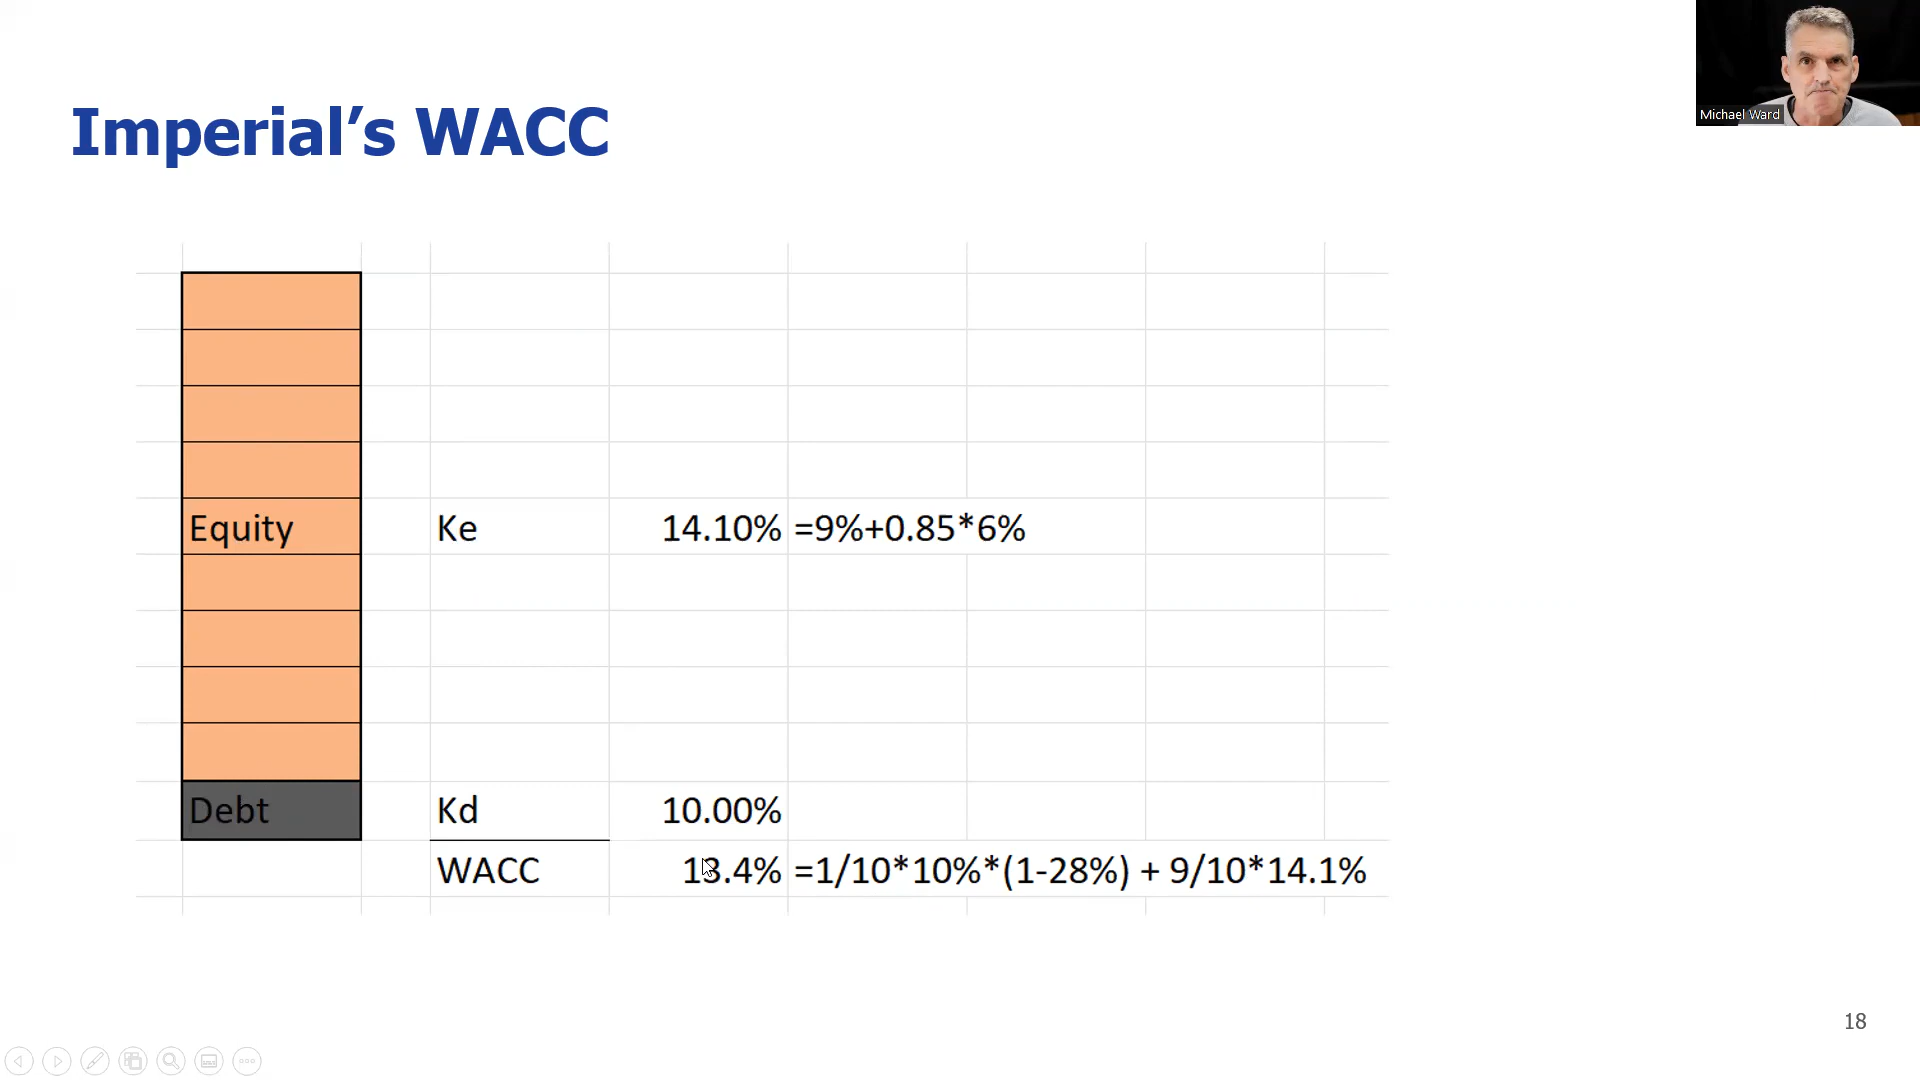 Michael Ward
Imperial’s WACC
Equity Ke 14.10% =9%+0.85*6%
Debt Kd 10.00%
WACC 13.4% =1/10*10%*(1-28%) + 9/10*14.1%
18